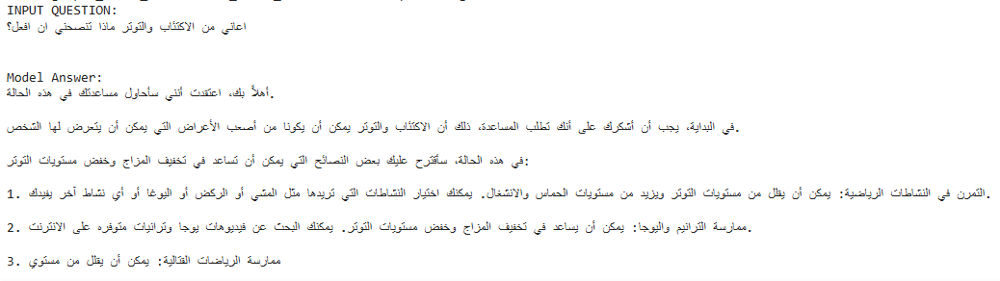 INPUT QUESTION:
اعاني من الاكتئاب والتوتر ماذا تنصحني ان افعل؟
Model Answer:
أهلاً بك، اعتقدت أنني سأحاول مساعدتك في هذه الحالة.
في البداية، يجب أن أشكرك على أنك تطلب المساعدة، ذلك أن الاكتئاب والتوتر يمكن أن يكونا من أصعب الأعراض التي يمكن أن يتعرض لها الشخص.
في هذه الحالة، سأقترح عليك بعض النصائح التي يمكن أن تساعد في تخفيف المزاج وخفض مستويات التوتر:
1. التمرن في النشاطات الرياضية: يمكن أن يقلل من مستويات التوتر ويزيد من مستويات الحماس والانشغال. يمكنك اختيار النشاطات التي تريدها مثل المشي أو الركض أو اليوغا أو أي نشاط آخر يفيدك.
2. ممارسة الترانيم واليوجا: يمكن أن يساعد في تخفيف المزاج وخفض مستويات التوتر. يمكنك البحث عن فيديوهات يوجا وترانيات متوفره على الانترنت.
3. ممارسة الرياضات القتالية: يمكن أن يقلل من مستوي